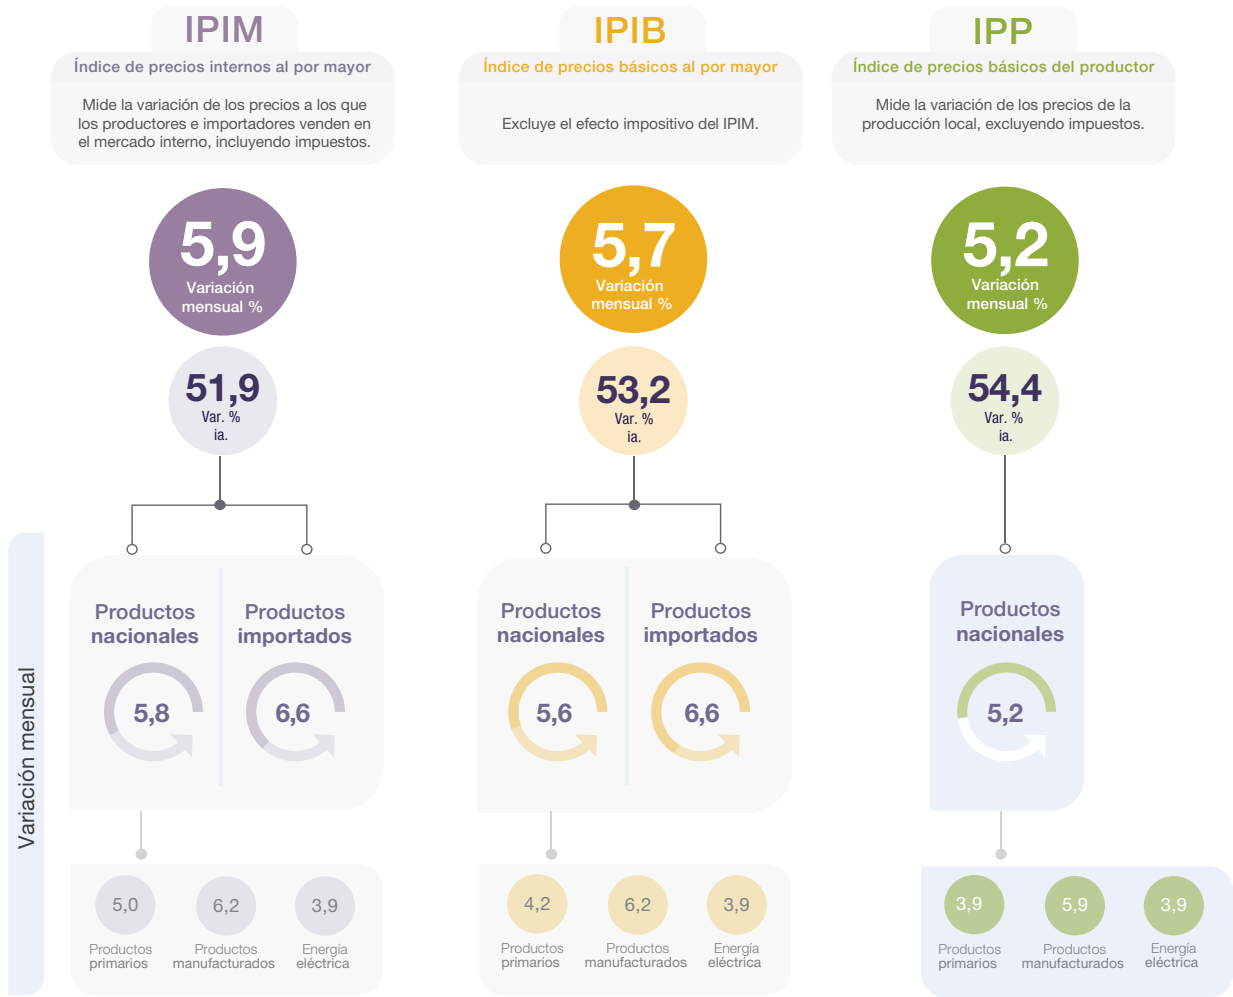 IPIM
Índice de precios internos al por mayor
Mide la variación de los precios a los que
los productores e importadores venden en
el mercado interno, incluyendo impuestos.
5,9
Variación
mensual %
51,9
Var. %
ia.
IPIB
Índice de precios básicos al por mayor
Excluye el efecto impositivo del IPIM.
5,7
Variación
mensual %
53,2
Var. %
ia.
IPP
Índice de precios básicos del productor
Mide la variación de los precios de la
producción local, excluyendo impuestos.
5,2
Variación
mensual %
54,4
Var. %
ia.
Variación mensual
Productos
nacionales
5,8
Productos
importados
6,6
5,0
Productos
primarios
6,2
Productos
manufacturados
3,9
Energía
eléctrica
Productos
nacionales
5,6
Productos
importados
6,6
4,2
Productos
primarios
6,2
Productos
manufacturados
3,9
Energía
eléctrica
Productos
nacionales
5,2
3,9
Productos
primarios
5,9
Productos
manufacturados
3,9
Energía
eléctrica